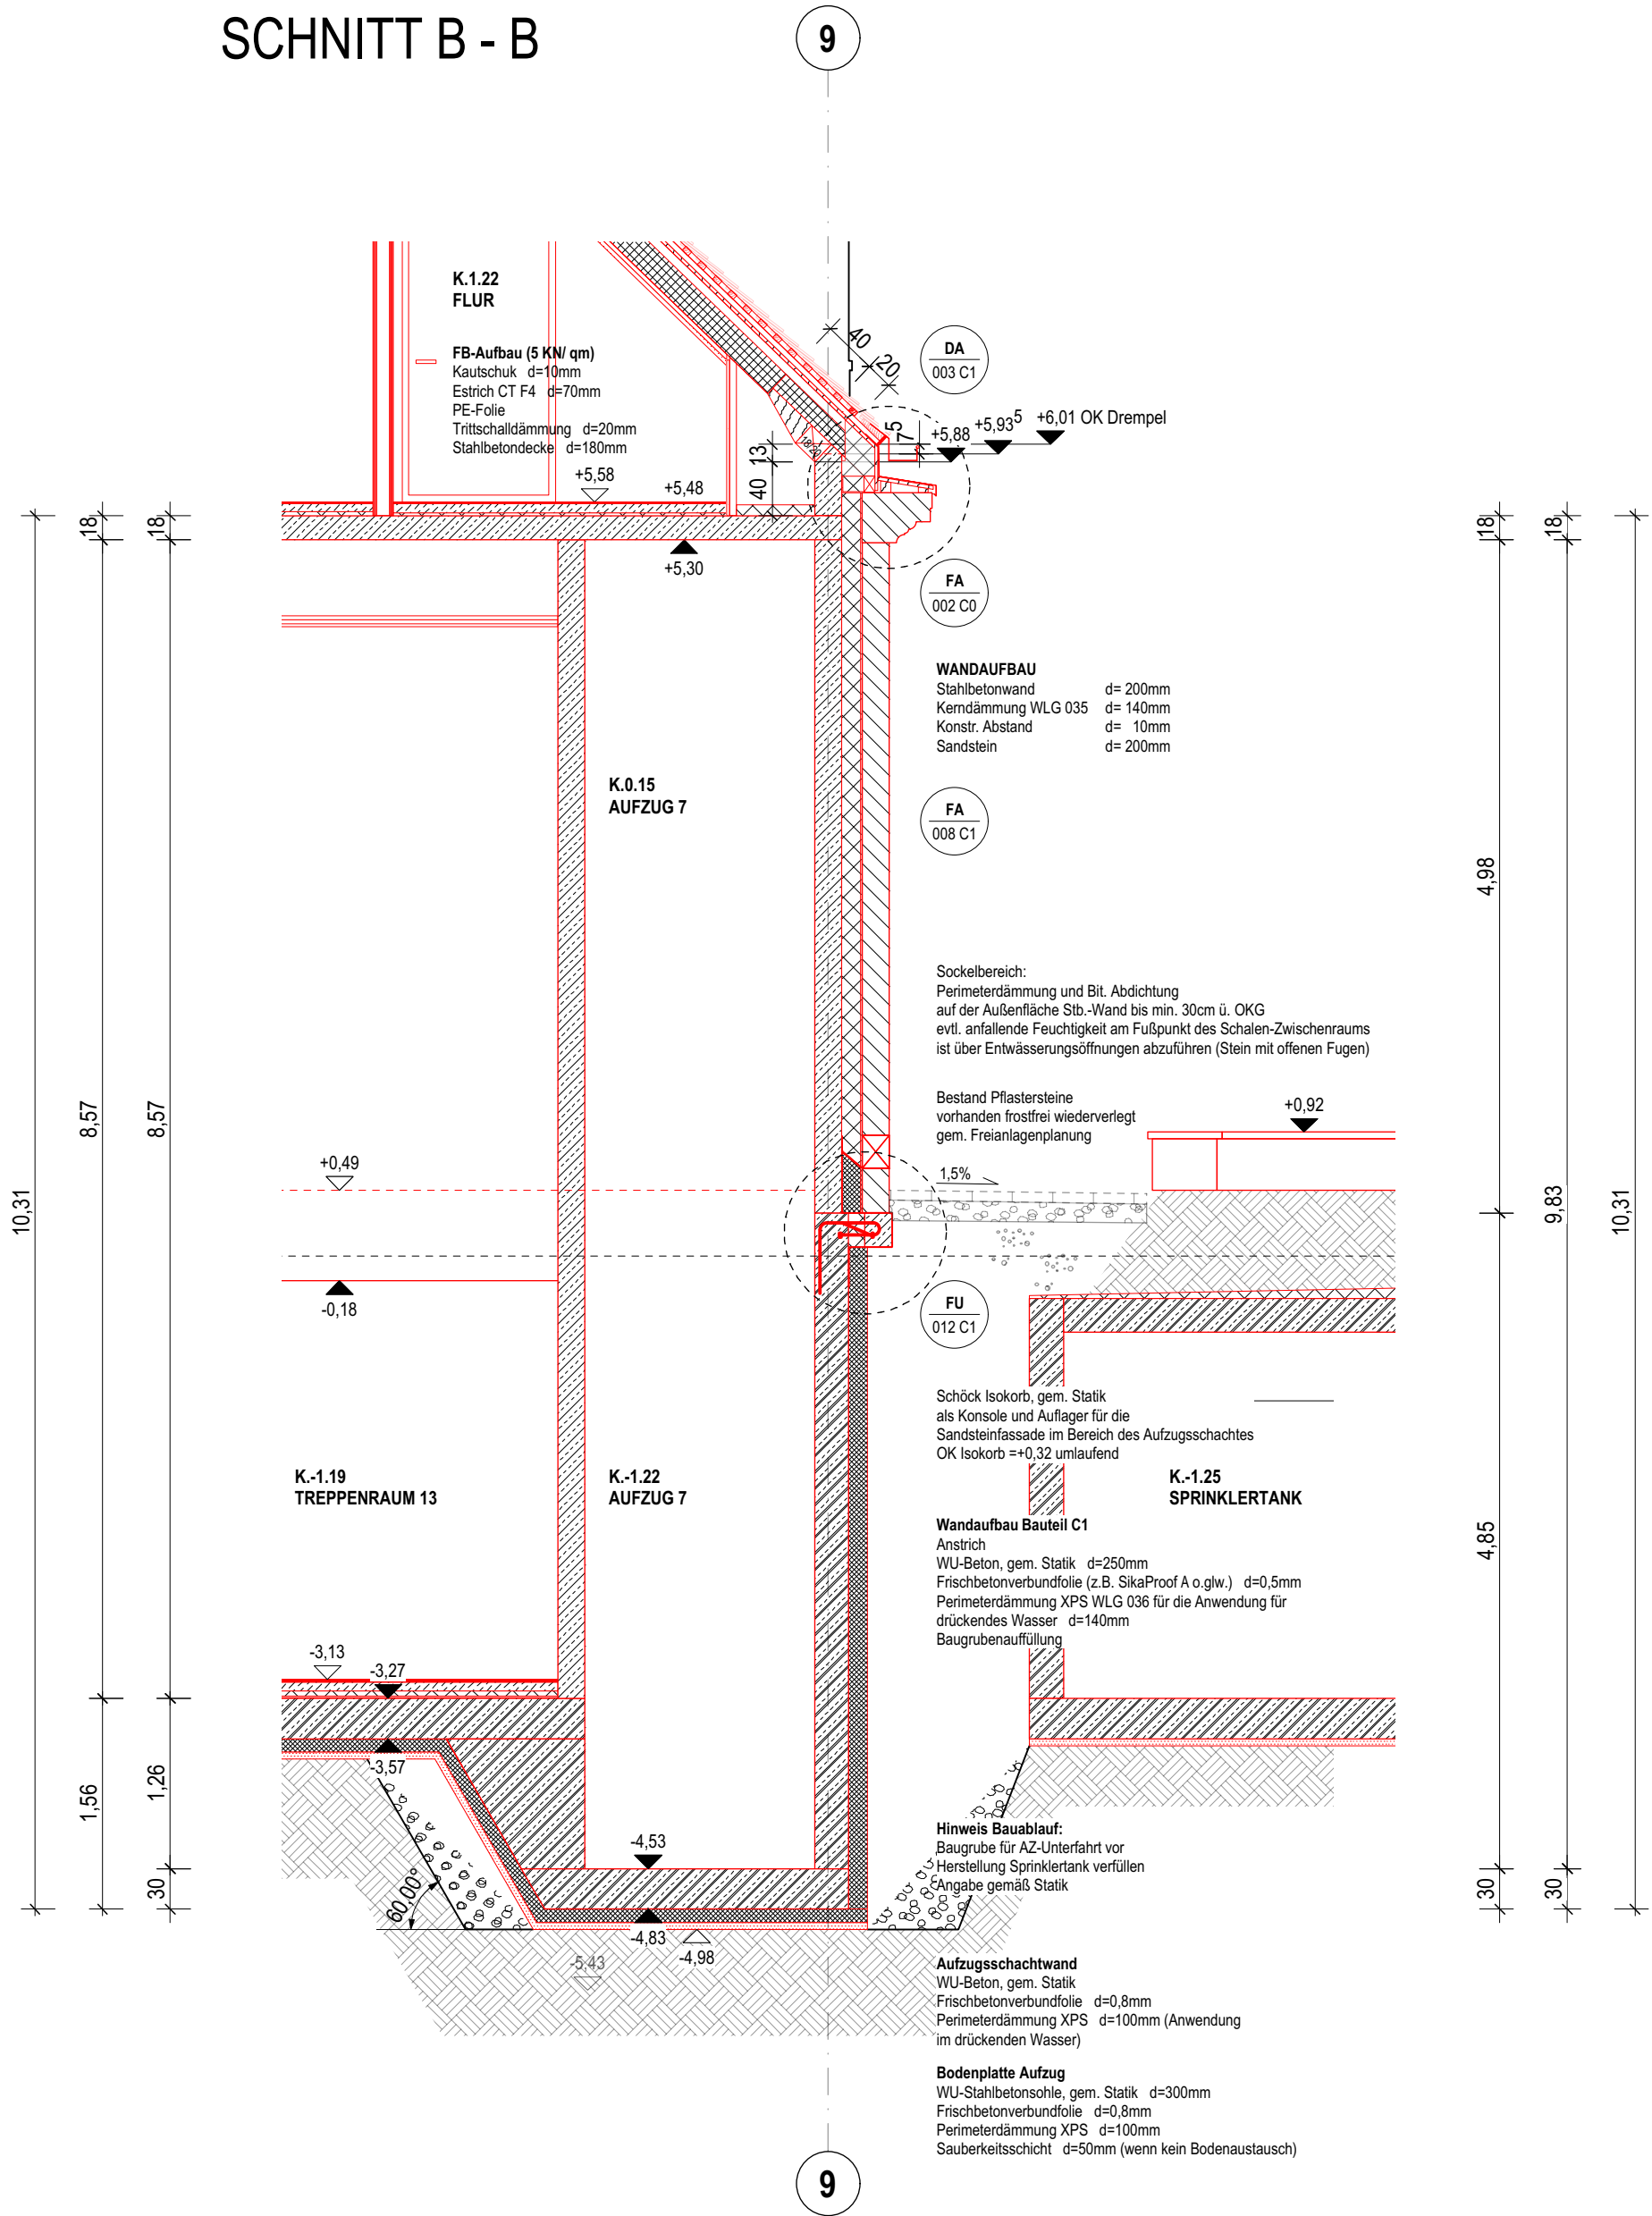 SCHNITT B - B
9
K.1.22
FLUR
FB-Aufbau (5 KN/ qm)
Kautschuk d=10mm
Estrich CT F4 d=70mm
PE-Folie
Trittschalldämmung d=20mm
Stahlbetondecke d=180mm
+5,58
+5,48
+5,30
40
20
DA
003 C1
7⁵
+5,88
+5,93⁵
+6,01 OK Drempel
13
40
18/20
18
18
18
18
FA
002 C0
WANDAUFBAU
Stahlbetonwand d= 200mm
Kerndämmung WLG 035 d= 140mm
Konstr. Abstand d= 10mm
Sandstein d= 200mm
K.0.15
AUFZUG 7
FA
008 C1
4,98
Sockelbereich:
Perimeterdämmung und Bit. Abdichtung
auf der Außenfläche Stb.-Wand bis min. 30cm ü. OKG
evtl. anfallende Feuchtigkeit am Fußpunkt des Schalen-Zwischenraums
ist über Entwässerungsöffnungen abzuführen (Stein mit offenen Fugen)
Bestand Pflastersteine
vorhanden frostfrei wiederverlegt
gem. Freianlagenplanung
+0,92
8,57
8,57
10,31
+0,49
1,5%
9,83
10,31
-0,18
FU
012 C1
Schöck Isokorb, gem. Statik
als Konsole und Auflager für die
Sandsteinfassade im Bereich des Aufzugsschachtes
OK Isokorb =+0,32 umlaufend
K.-1.19
TREPPENRAUM 13
K.-1.22
AUFZUG 7
K.-1.25
SPRINKLERTANK
Wandaufbau Bauteil C1
Anstrich
WU-Beton, gem. Statik d=250mm
Frischbetonverbundfolie (z.B. SikaProof A o.glw.) d=0,5mm
Perimeterdämmung XPS WLG 036 für die Anwendung für
drückendes Wasser d=140mm
Baugrubenauffüllung
4,85
-3,13
-3,27
-3,57
1,56
1,26
30
-4,53
60,00°
-4,83
-4,98
-5,43
Hinweis Bauablauf:
Baugrube für AZ-Unterfahrt vor
Herstellung Sprinklertank verfüllen
Angabe gemäß Statik
30
30
Aufzugsschachtwand
WU-Beton, gem. Statik
Frischbetonverbundfolie d=0,8mm
Perimeterdämmung XPS d=100mm (Anwendung
im drückenden Wasser)
Bodenplatte Aufzug
WU-Stahlbetonsohle, gem. Statik d=300mm
Frischbetonverbundfolie d=0,8mm
Perimeterdämmung XPS d=100mm
Sauberkeitsschicht d=50mm (wenn kein Bodenaustausch)
9